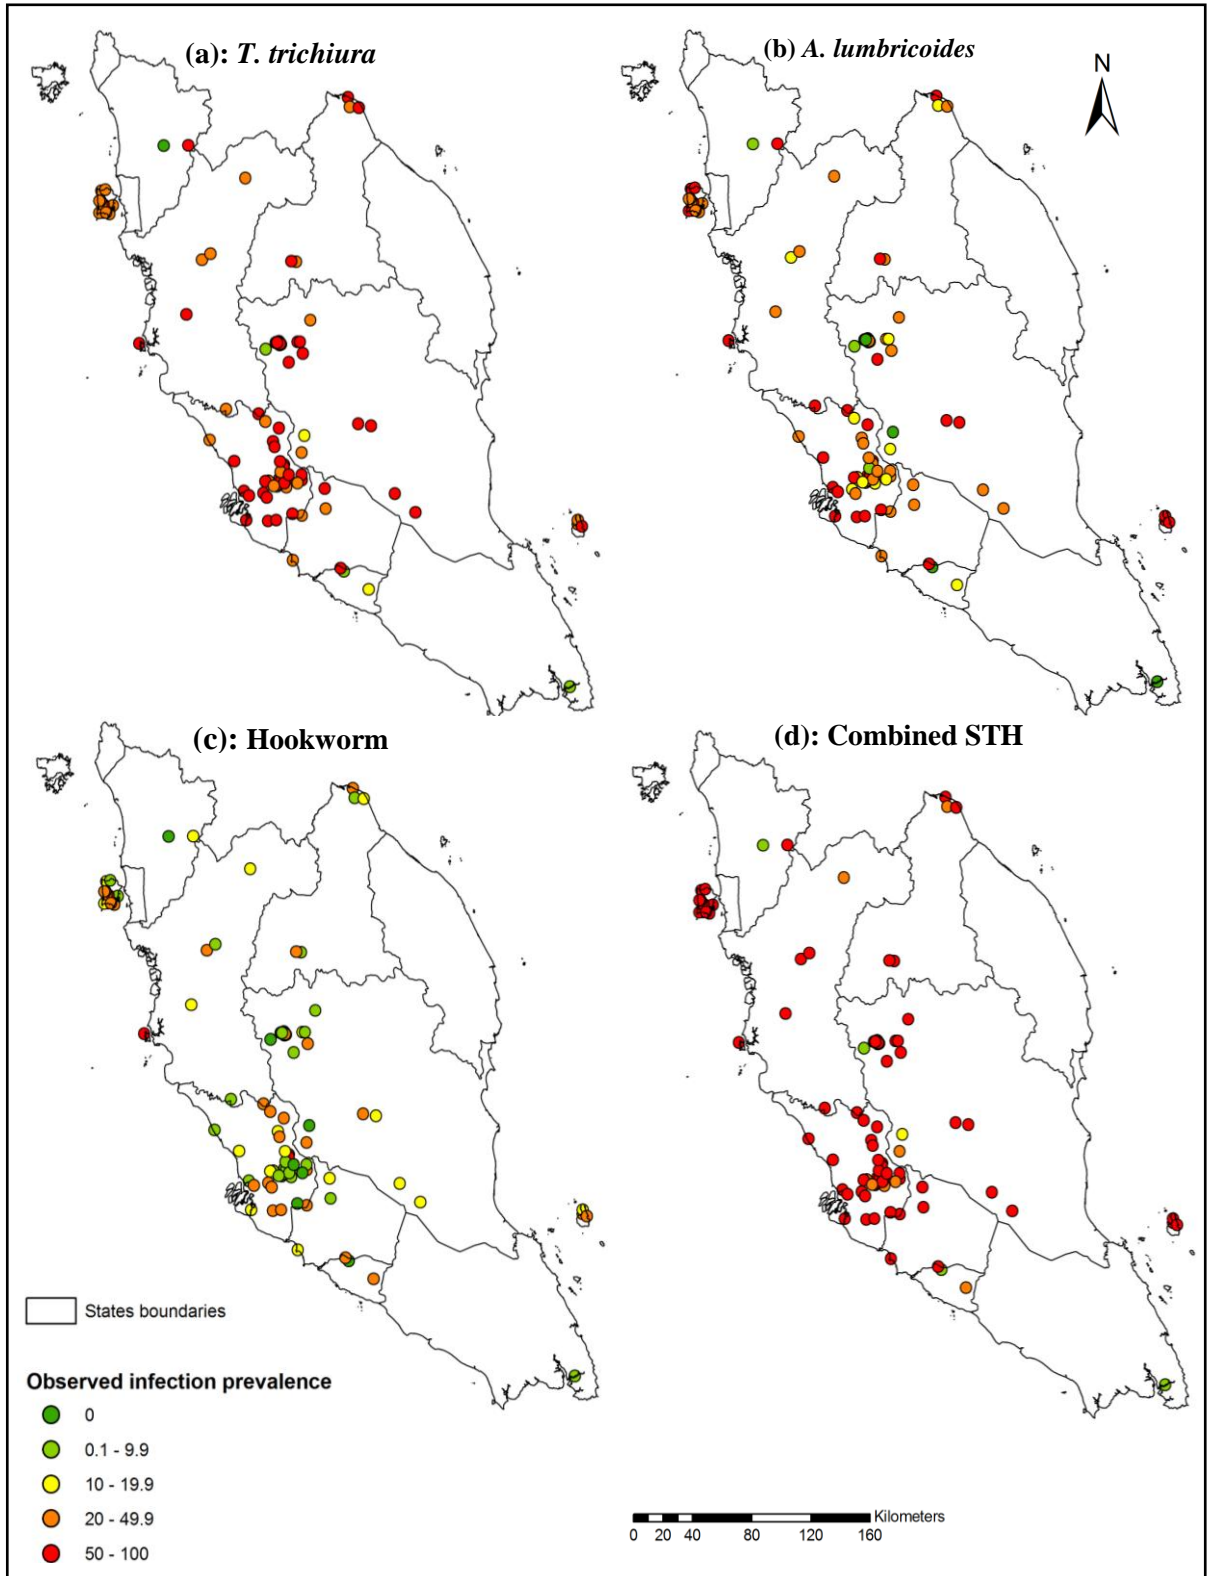 (a): T. trichiura
(b) A. lumbricoides
N
(c): Hookworm
(d): Combined STH
States boundaries
Observed infection prevalence
0
0.1 - 9.9
10 - 19.9
20 - 49.9
50 - 100
Kilometers
0 20 40 80 120 160